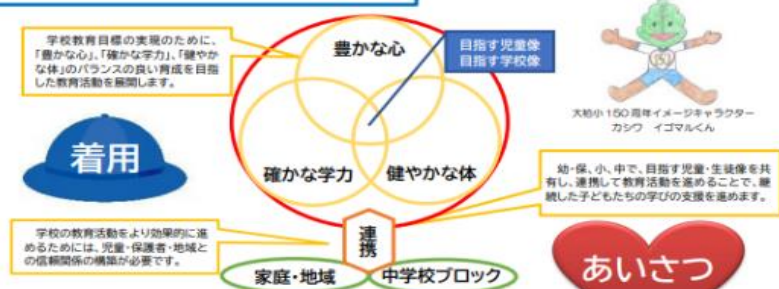 学校教育目標の実現のために、
「豊かな心」、「確かな学力」、「健やか
な体」のバランスの良い育成を目指
した教育活動を展開します。
豊かな心
目指す児童像
目指す学校像
150
大柏小150周年イメージキャラクター
カシワ イゴマルくん
着用
確かな学力
健やかな体
幼・保、小、中で、目指す児童・生徒像を共
有し、連携して教育活動を進めることで、継
続した子どもたちの学びの支援を進めます。
学校の教育活動をより効果的に進
めるためには、児童・保護者・地域と
の信頼関係の構築が必要です。
連携
家庭・地域
中学校ブロック
あいさつ